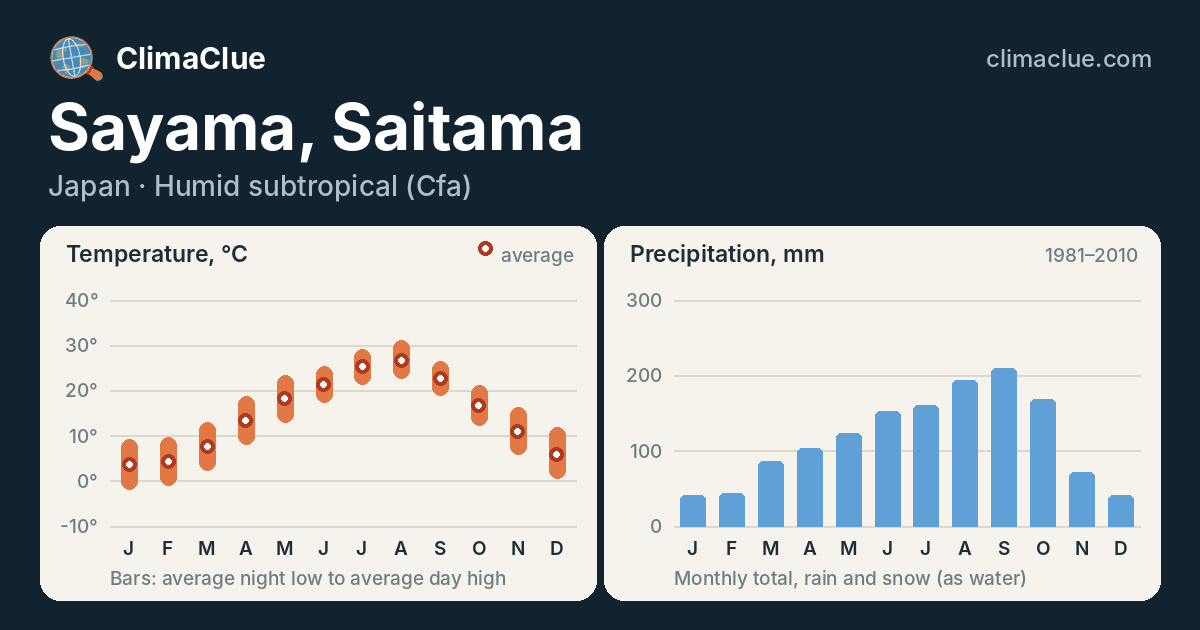 ClimaClue
climaclue.com
Sayama, Saitama
Japan · Humid subtropical (Cfa)
Temperature, °C
average
40°
30°
20°
10°
0°
-10°
J F M A M J J A S O N D
Bars: average night low to average day high
Precipitation, mm
1981–2010
300
200
100
0
J F M A M J J A S O N D
Monthly total, rain and snow (as water)